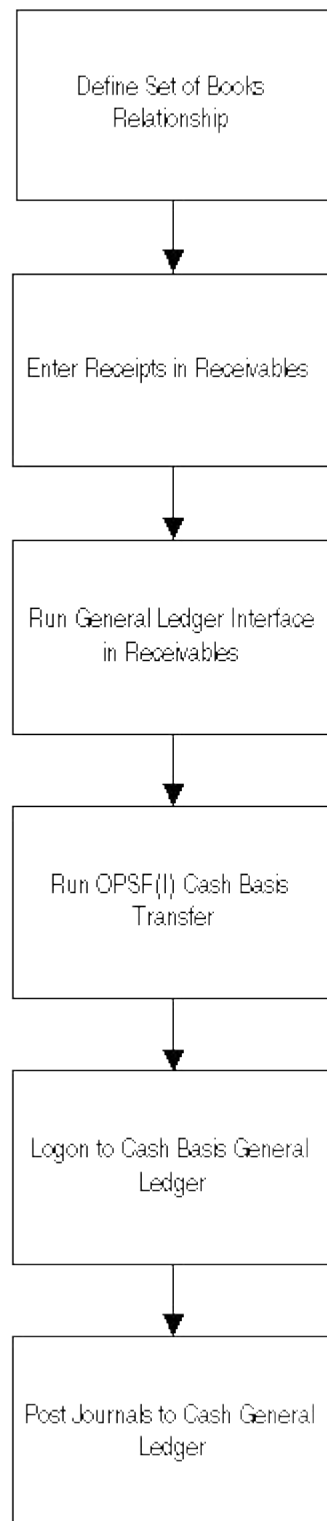 Define Set of Books
Relationship
Enter Receipts in Receivables
Run General Ledger Interface
in Receivables
Run OPSF(I) Cash Basis
Transfer
Logon to Cash Basis General
Ledger
Post Journals to Cash General
Ledger